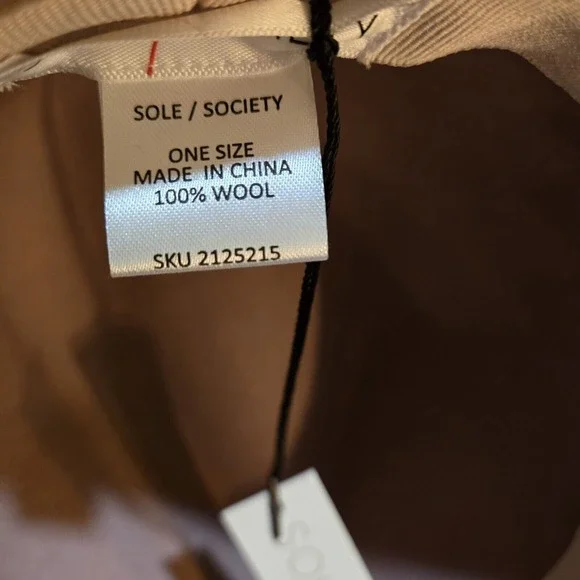 SOLE / SOCIETY
ONE SIZE
MADE IN CHINA
100% WOOL
SKU 2125215